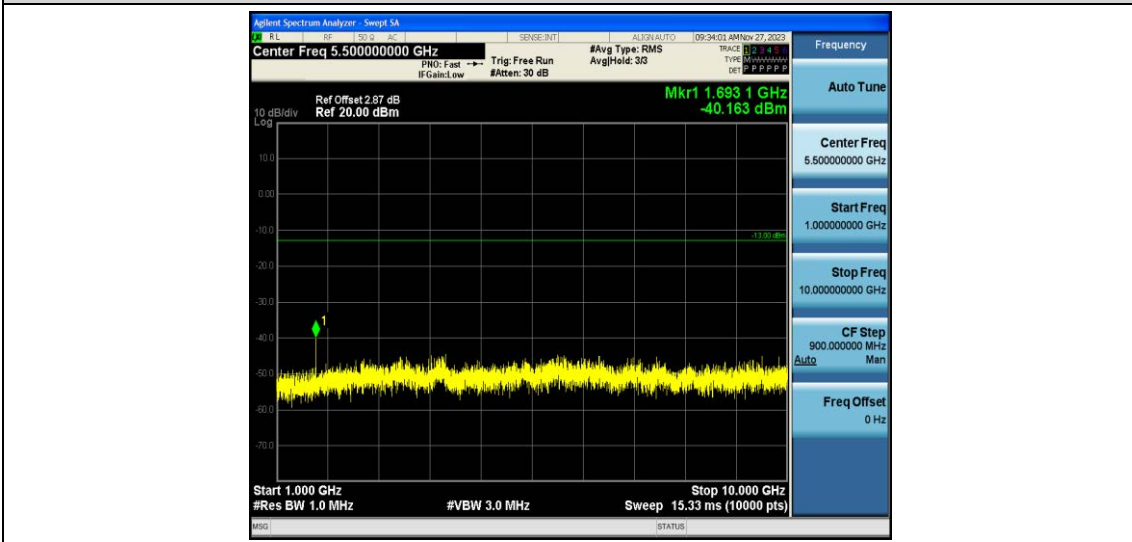 Agilent Spectrum Analyzer - Swept SA
RL RF 50 Ω AC SENSE:INT ALIGNAUTO 09:34:01 AM Nov 27, 2023
Center Freq 5.500000000 GHz
PNO: Fast
IFGain:Low
Trig: Free Run
#Atten: 30 dB
#Avg Type: RMS
Avg|Hold: 3/3
TRACE 1 2 3 4 5 6
TYPE M
DET P P P P P P
Mkr1 1.693 1 GHz
-40.163 dBm
Ref Offset 2.87 dB
10 dB/div Ref 20.00 dBm
Log
10.0
0.00
-10.0
-13.00 dBm
-20.0
-30.0
1
-40.0
-50.0
-60.0
-70.0
Start 1.000 GHz Stop 10.000 GHz
#Res BW 1.0 MHz #VBW 3.0 MHz Sweep 15.33 ms (10000 pts)
MSG STATUS
Frequency
Auto Tune
Center Freq
5.500000000 GHz
Start Freq
1.000000000 GHz
Stop Freq
10.000000000 GHz
CF Step
900.000000 MHz
Auto Man
Freq Offset
0 Hz